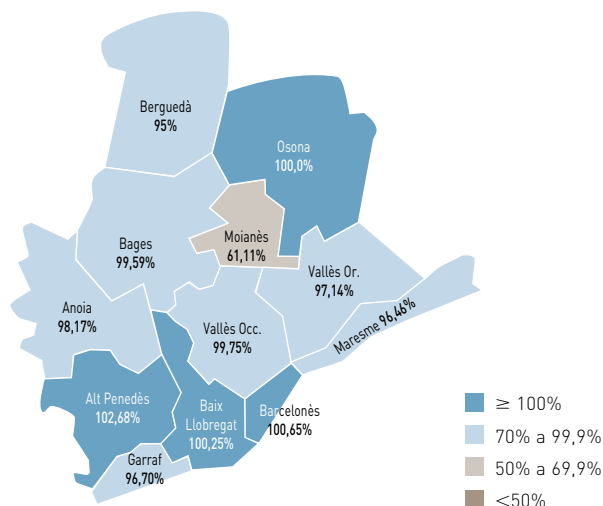 Berguedà
95%
Osona
100,0%
Moianès
61,11%
Bages
99,59%
Vallès Or.
97,14%
Anoia
98,17%
Vallès Occ.
99,75%
Maresme 96,46%
Alt Penedès
102,68%
Baix
Llobregat
100,25%
Barcelonès
100,65%
Garraf
96,70%
≥ 100%
70% a 99,9%
50% a 69,9%
<50%